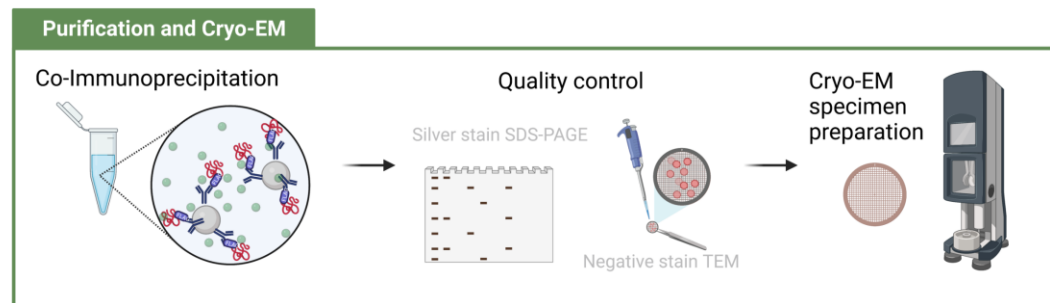 Purification and Cryo-EM
Co-Immunoprecipitation
Quality control
Silver stain SDS-PAGE
Negative stain TEM
Cryo-EM
specimen
preparation